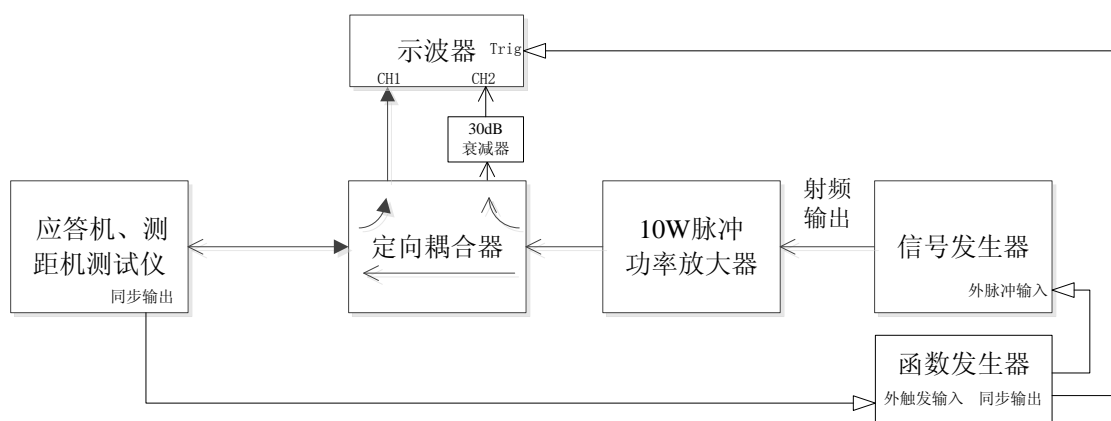 示波器
Trig
CH1
CH2
30dB
衰减器
应答机、测
距机测试仪
同步输出
定向耦合器
10W脉冲
功率放大器
射频
输出
信号发生器
外脉冲输入
函数发生器
外触发输入 同步输出